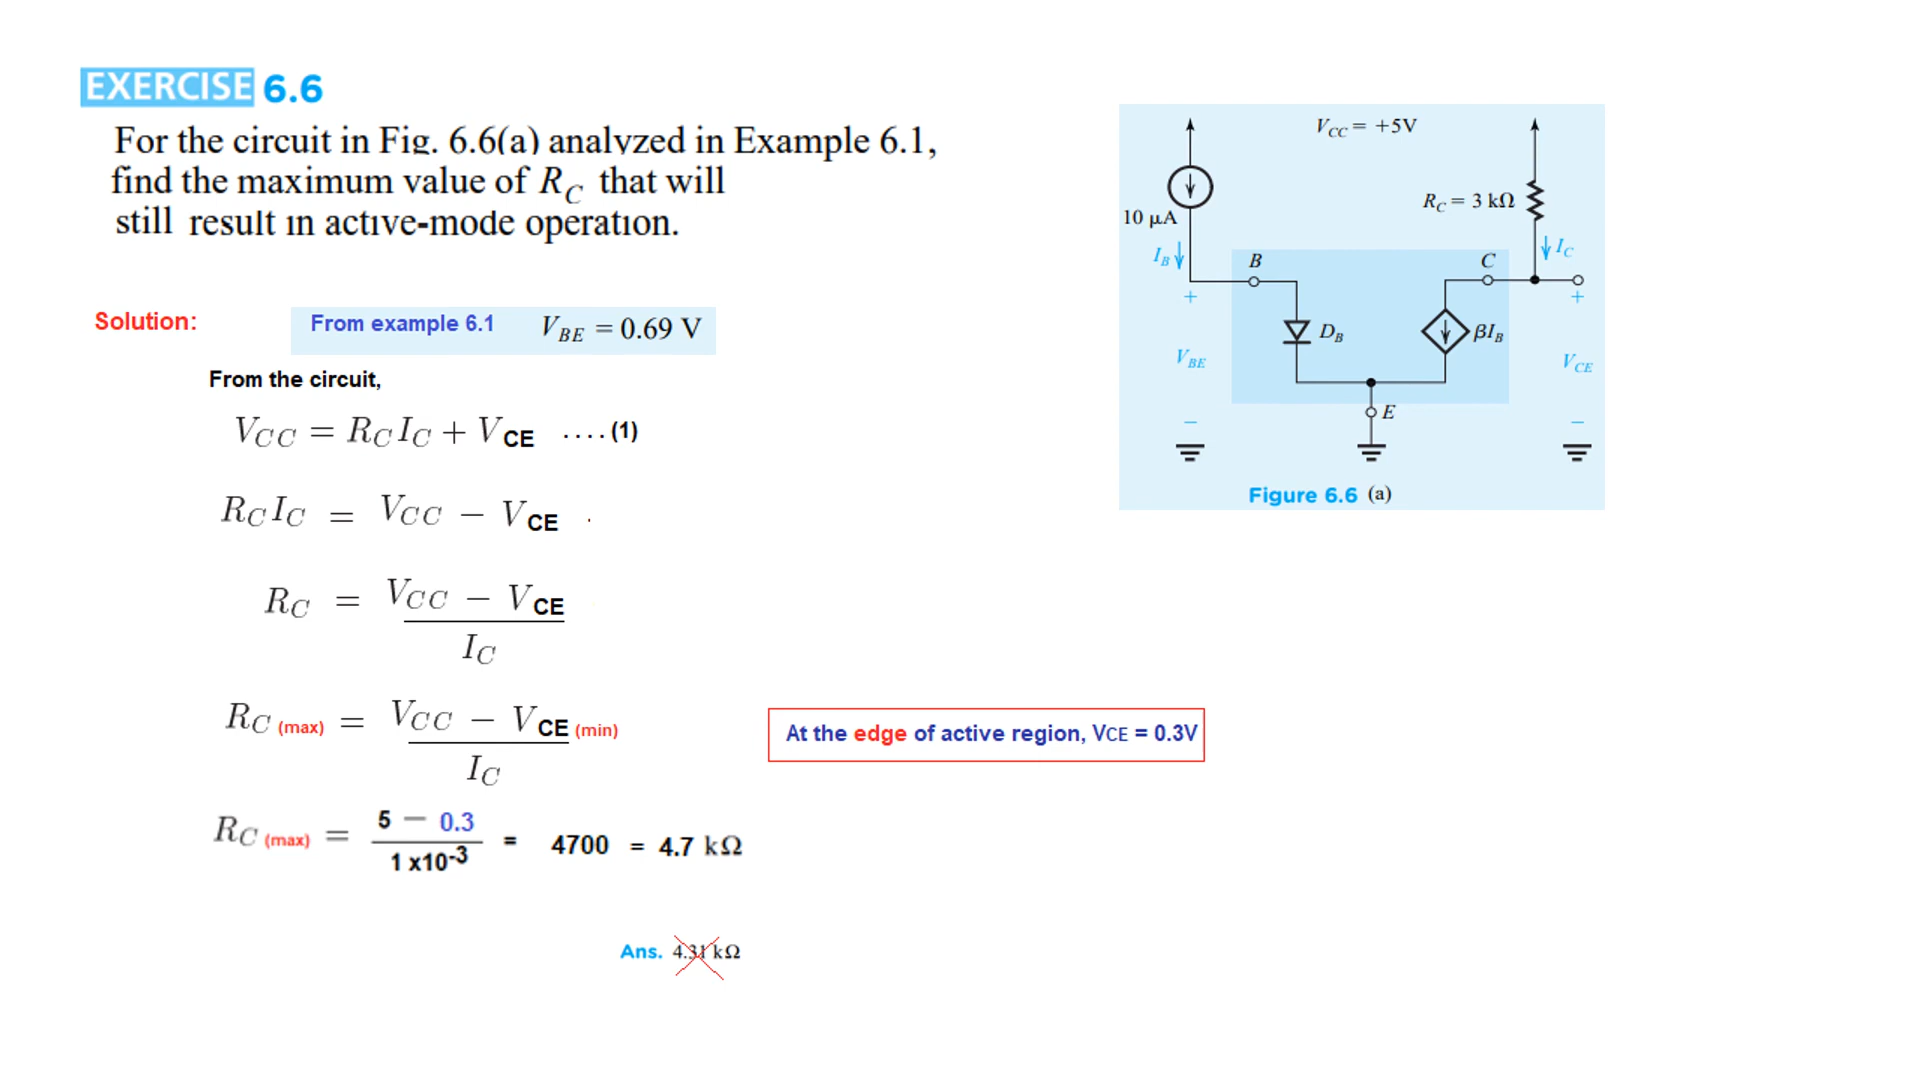 EXERCISE 6.6
For the circuit in Fig. 6.6(a) analyzed in Example 6.1,
find the maximum value of R_C that will
still result in active-mode operation.
Solution:
From example 6.1 V_BE = 0.69 V
From the circuit,
V_CC = R_C I_C + V_CE ....(1)
R_C I_C = V_CC − V_CE .
R_C = V_CC − V_CE
I_C
R_C (max) = V_CC − V_CE (min)
I_C
At the edge of active region, VCE = 0.3V
R_C (max) = 5 − 0.3 = 4700 = 4.7 kΩ
1 x10⁻³
Ans. 4.31 kΩ
V_CC = +5V
R_C = 3 kΩ
10 µA
I_B
I_C
B
C
+
+
D_B
βI_B
V_BE
V_CE
E
−
−
Figure 6.6 (a)